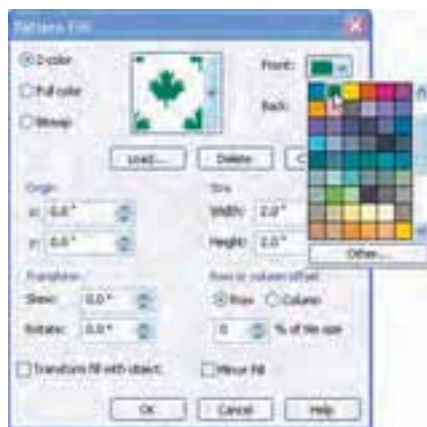 Pattern Fill
2-color
Front:
Full color
Back:
Bitmap
Load... Delete
Other...
Origin Size
x: 0.0 " Width: 2.0 "
y: 0.0 " Height: 2.0 "
Transform Row or column offset
Skew: 0.0 ° Row Column
Rotate: 0.0 ° 0 % of tile size
Transform fill with object Mirror fill
OK Cancel Help